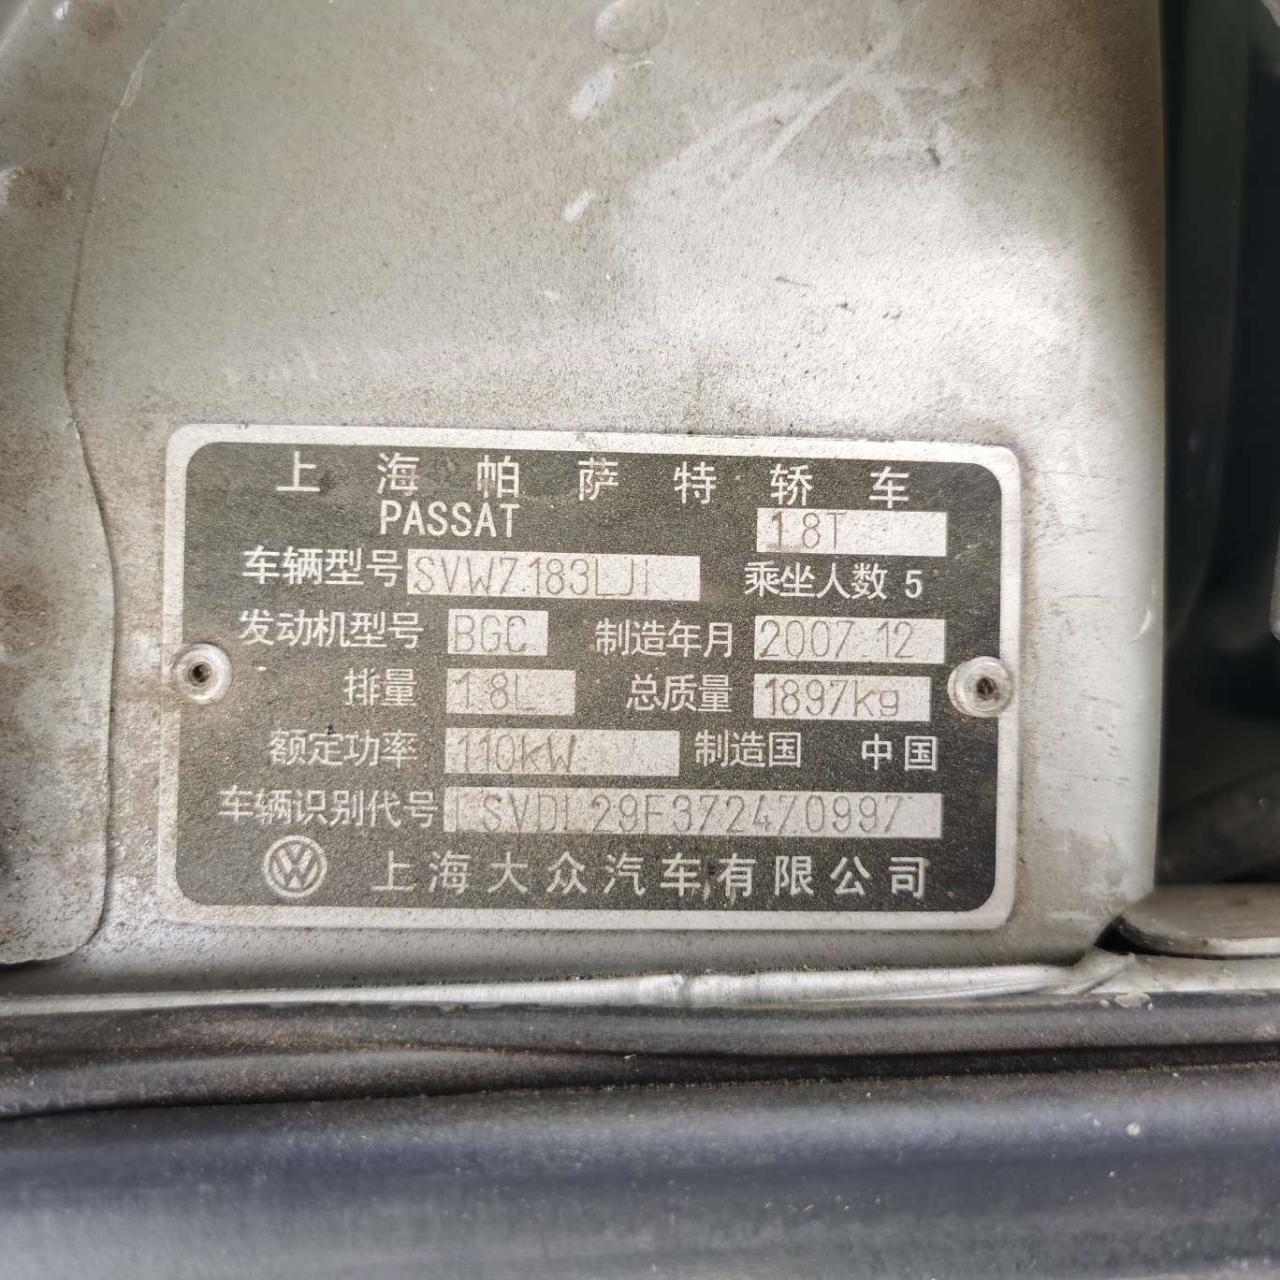 上海帕萨特轿车
PASSAT 1.8T
车辆型号 SVW7183LJI 乘坐人数 5
发动机型号 BGC 制造年月 2007.12
排量 1.8L 总质量 1897kg
额定功率 110kW 制造国 中国
车辆识别代号 LSVDL29F372470997
上海大众汽车有限公司